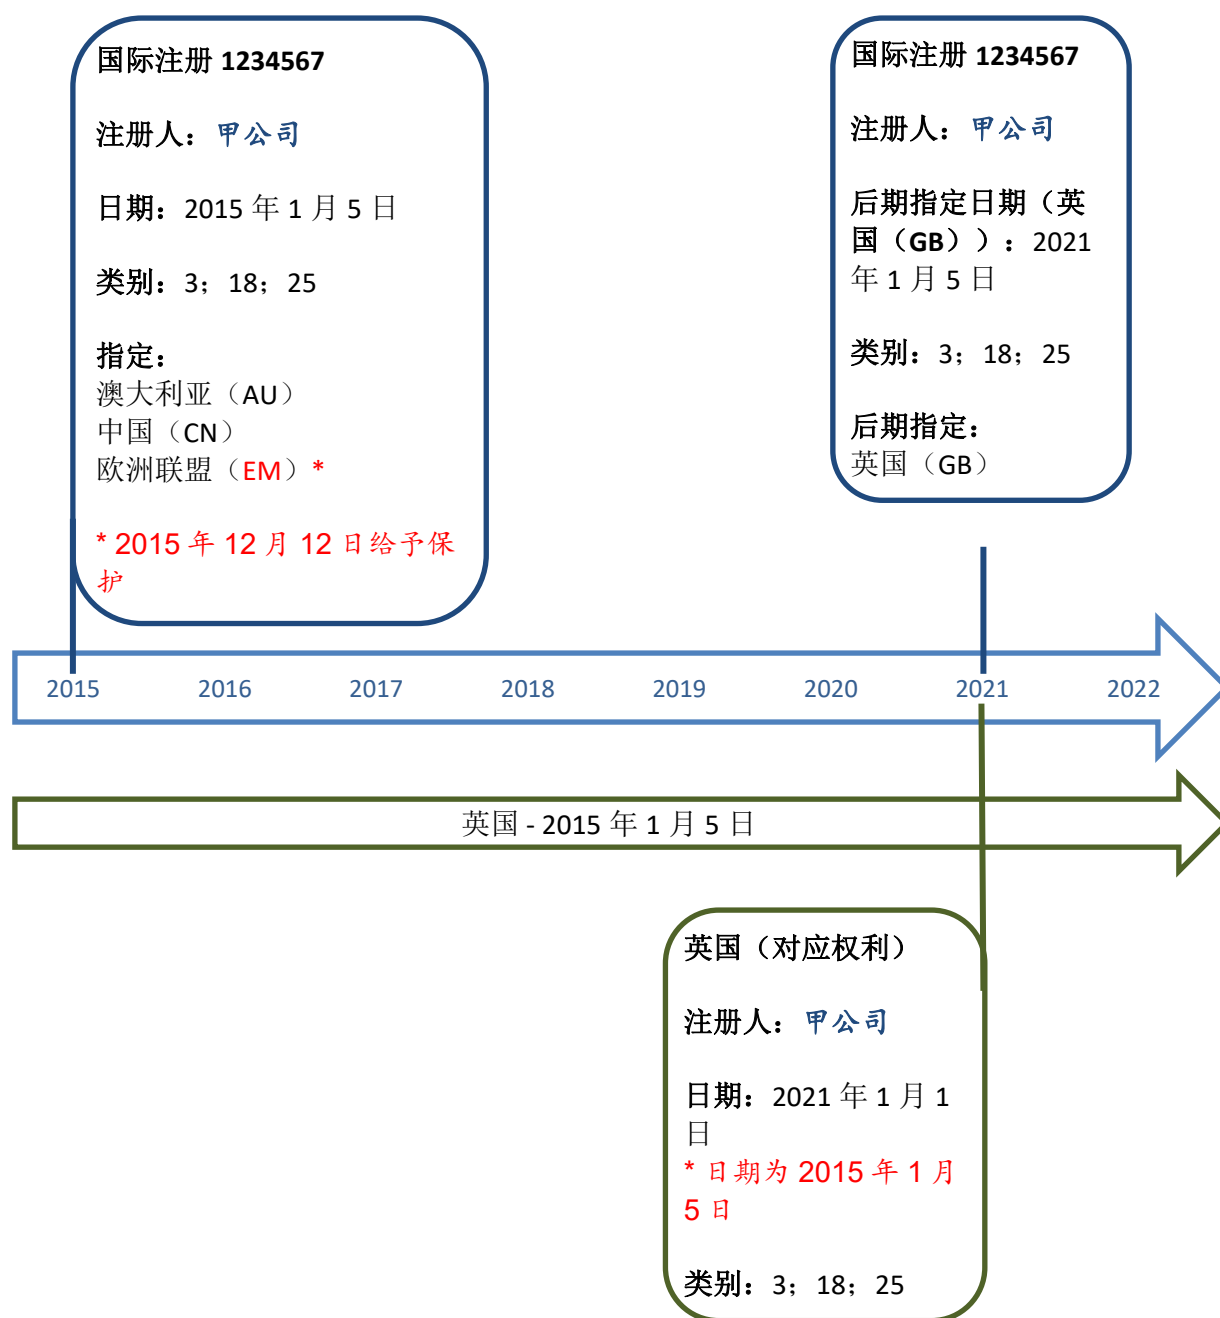 国际注册 1234567
注册人：甲公司
日期：2015 年 1 月 5 日
类别：3；18；25
指定：
澳大利亚（AU）
中国（CN）
欧洲联盟（EM）*
* 2015 年 12 月 12 日给予保
护
国际注册 1234567
注册人：甲公司
后期指定日期（英
国（GB））：2021
年 1 月 5 日
类别：3；18；25
后期指定：
英国（GB）
2015 2016 2017 2018 2019 2020 2021 2022
英国 - 2015 年 1 月 5 日
英国（对应权利）
注册人：甲公司
日期：2021 年 1 月 1
日
* 日期为 2015 年 1 月
5 日
类别：3；18；25